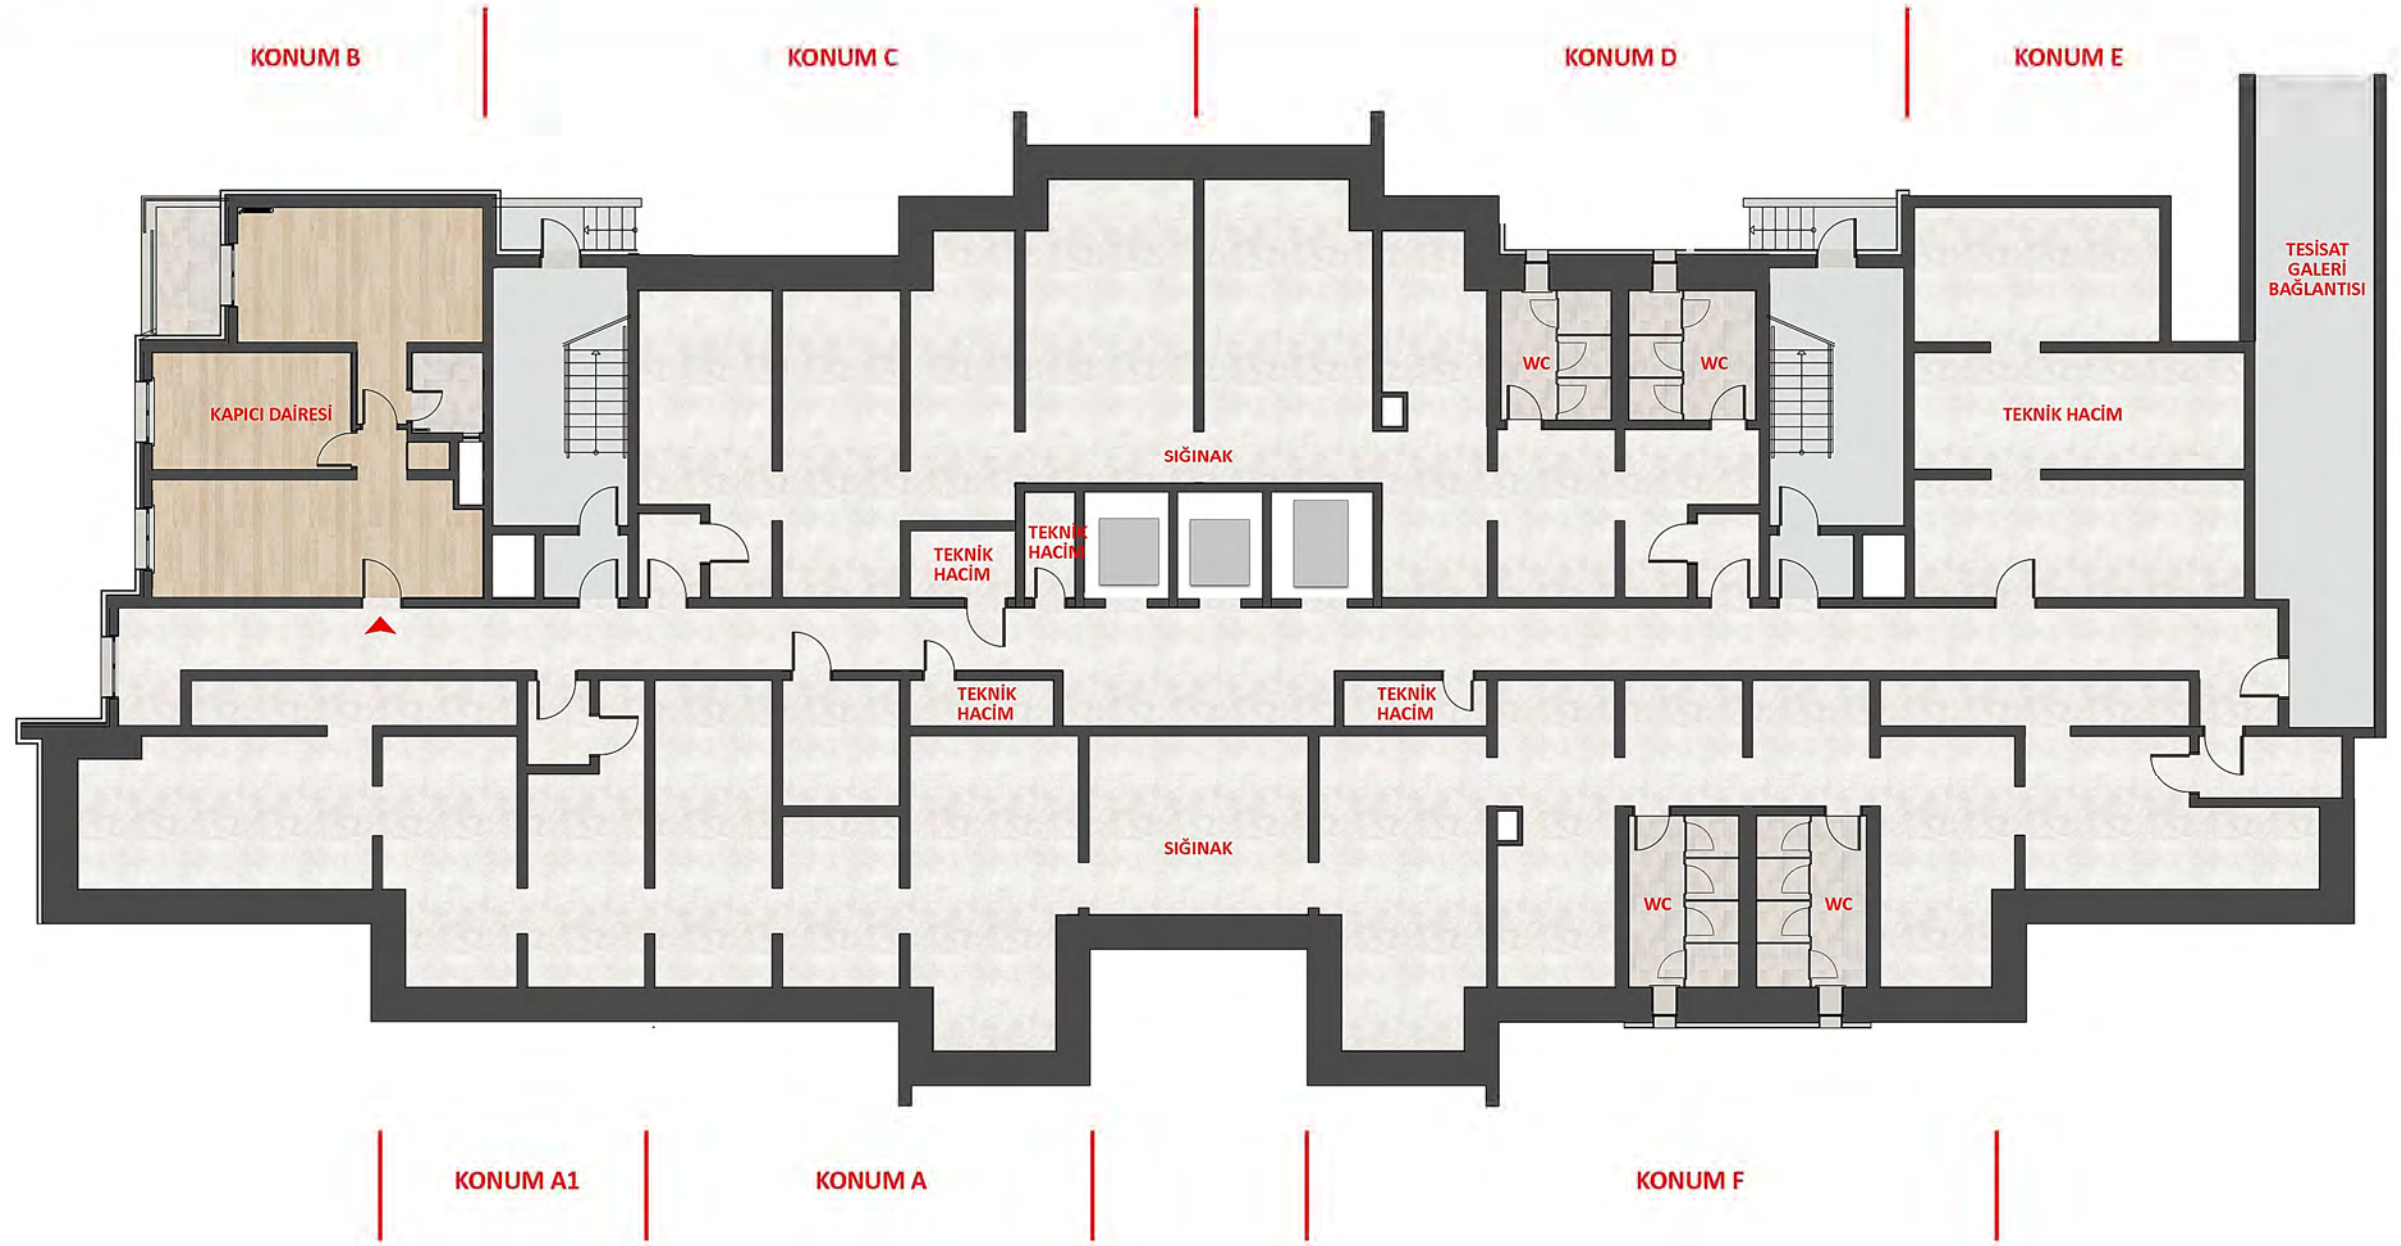 KONUM B
KONUM C
KONUM D
KONUM E
TESİSAT
GALERİ
BAĞLANTISI
WC
WC
KAPICI DAİRESİ
TEKNİK HACİM
SIĞINAK
TEKNİK
HACİM
TEKNİK
HACİM
TEKNİK
HACİM
TEKNİK
HACİM
SIĞINAK
WC
WC
KONUM A1
KONUM A
KONUM F